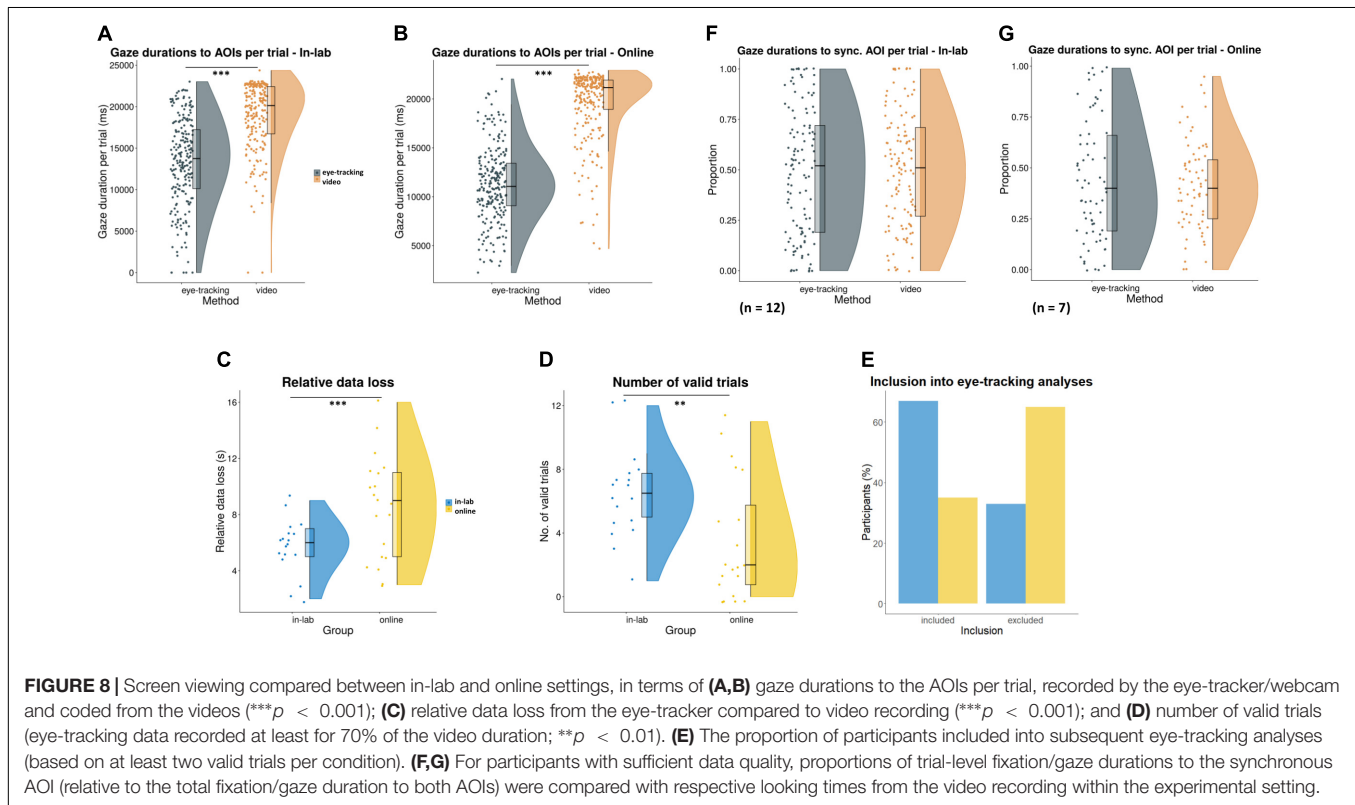 A
Gaze durations to AOIs per trial - In-lab
***
25000
20000
15000
10000
5000
0
Gaze duration per trial (ms)
eye-tracking
video
Method
eye-tracking
video
B
Gaze durations to AOIs per trial - Online
***
20000
15000
10000
5000
Gaze duration per trial (ms)
eye-tracking
video
Method
F
Gaze durations to sync. AOI per trial - In-lab
1.00
0.75
0.50
0.25
0.00
Proportion
eye-tracking
video
Method
(n = 12)
G
Gaze durations to sync. AOI per trial - Online
1.00
0.75
0.50
0.25
0.00
Proportion
eye-tracking
video
Method
(n = 7)
C
Relative data loss
***
16
12
8
4
Relative data loss (s)
in-lab
online
Group
in-lab
online
D
Number of valid trials
**
12
8
4
0
No. of valid trials
in-lab
online
Group
E
Inclusion into eye-tracking analyses
60
40
20
0
Participants (%)
included
excluded
Inclusion
FIGURE 8 | Screen viewing compared between in-lab and online settings, in terms of (A,B) gaze durations to the AOIs per trial, recorded by the eye-tracker/webcam
and coded from the videos (***p < 0.001); (C) relative data loss from the eye-tracker compared to video recording (***p < 0.001); and (D) number of valid trials
(eye-tracking data recorded at least for 70% of the video duration; **p < 0.01). (E) The proportion of participants included into subsequent eye-tracking analyses
(based on at least two valid trials per condition). (F,G) For participants with sufficient data quality, proportions of trial-level fixation/gaze durations to the synchronous
AOI (relative to the total fixation/gaze duration to both AOIs) were compared with respective looking times from the video recording within the experimental setting.